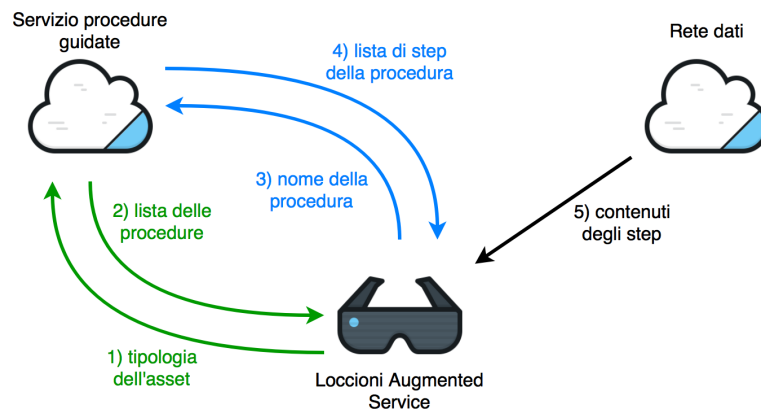 Servizio procedure
guidate
4) lista di step
della procedura
Rete dati
3) nome della
procedura
2) lista delle
procedure
5) contenuti
degli step
1) tipologia
dell'asset
Loccioni Augmented
Service